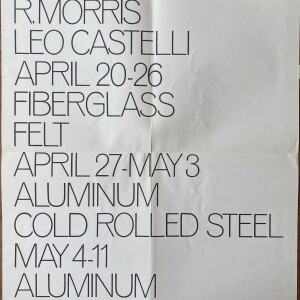 R.MORRIS
LEO CASTELLI
APRIL 20-26
FIBERGLASS
FELT
APRIL 27-MAY 3
ALUMINUM
COLD ROLLED STEEL
MAY 4-11
ALUMINUM